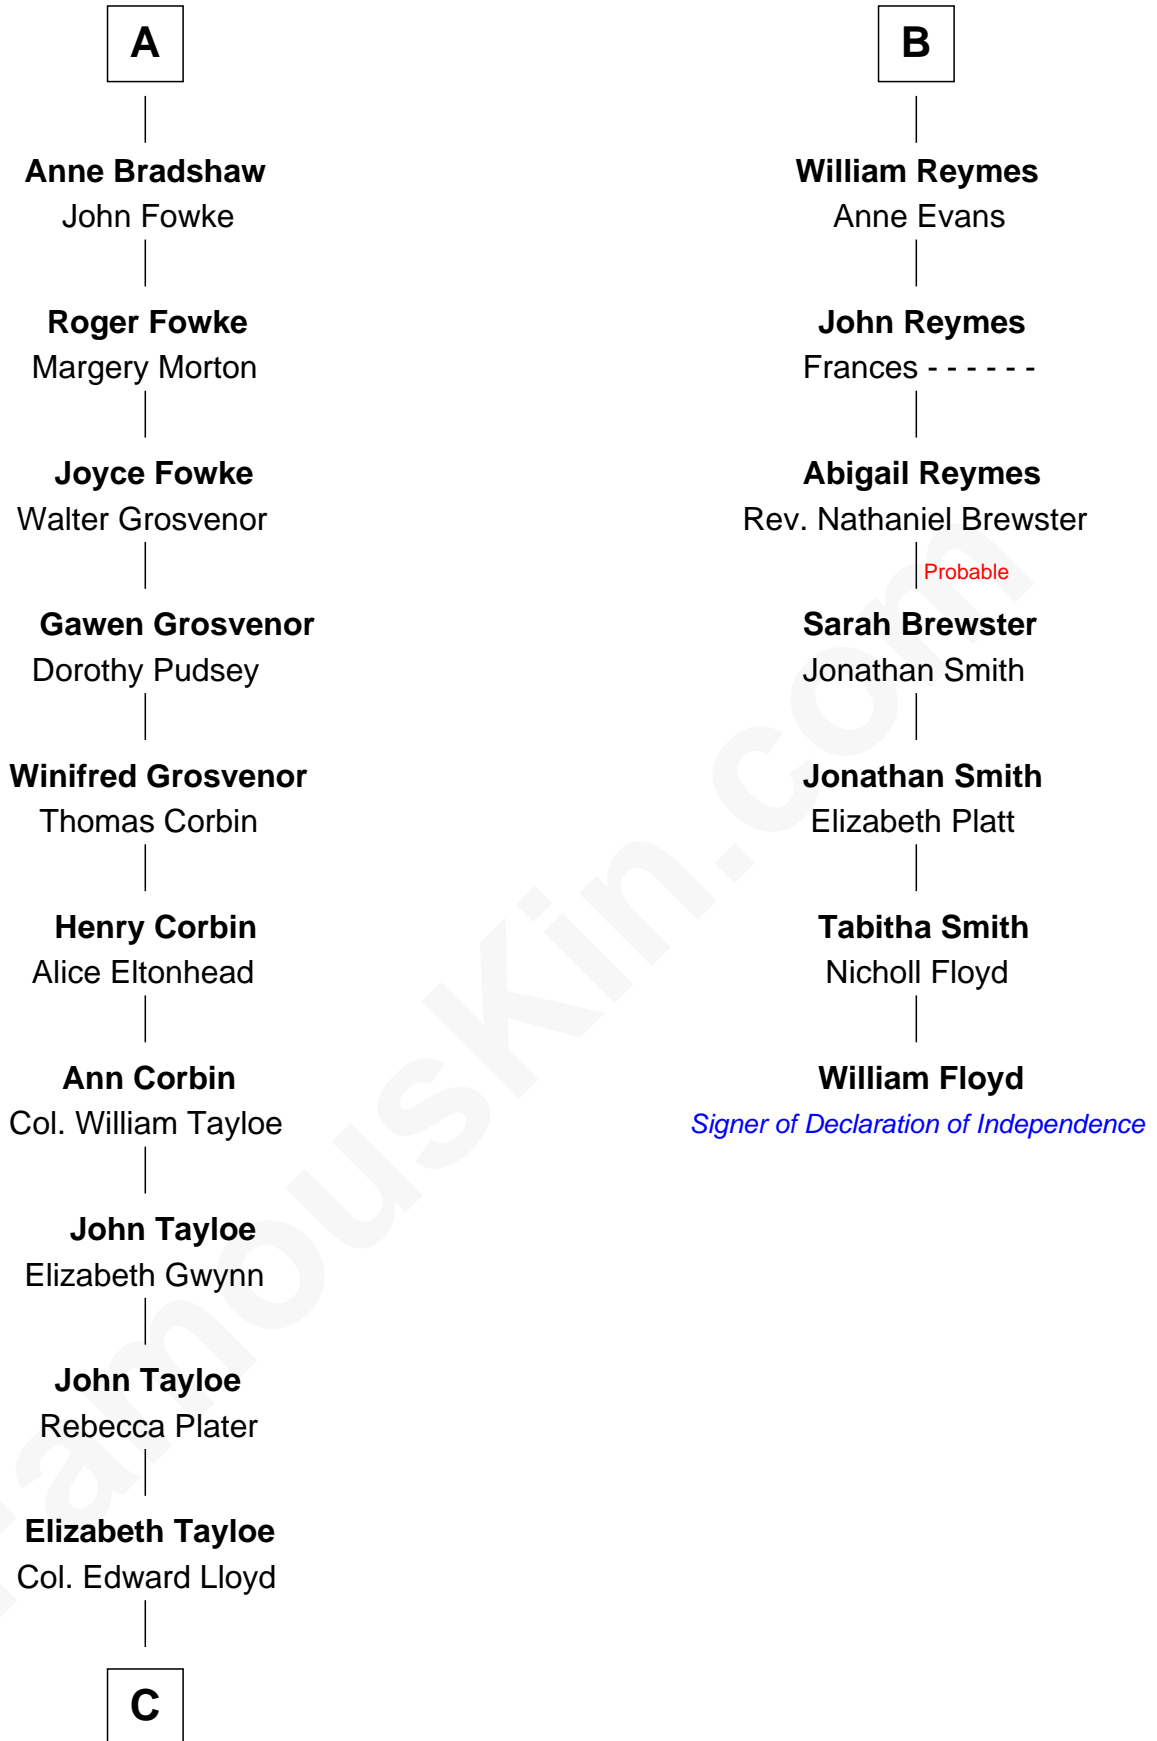 A
Anne Bradshaw
John Fowke
Roger Fowke
Margery Morton
Joyce Fowke
Walter Grosvenor
Gawen Grosvenor
Dorothy Pudsey
Winifred Grosvenor
Thomas Corbin
Henry Corbin
Alice Eltonhead
Ann Corbin
Col. William Tayloe
John Tayloe
Elizabeth Gwynn
John Tayloe
Rebecca Plater
Elizabeth Tayloe
Col. Edward Lloyd
C
B
William Reymes
Anne Evans
John Reymes
Frances - - - - - -
Abigail Reymes
Rev. Nathaniel Brewster
Probable
Sarah Brewster
Jonathan Smith
Jonathan Smith
Elizabeth Platt
Tabitha Smith
Nicholl Floyd
William Floyd
Signer of Declaration of Independence
FamousKin.com